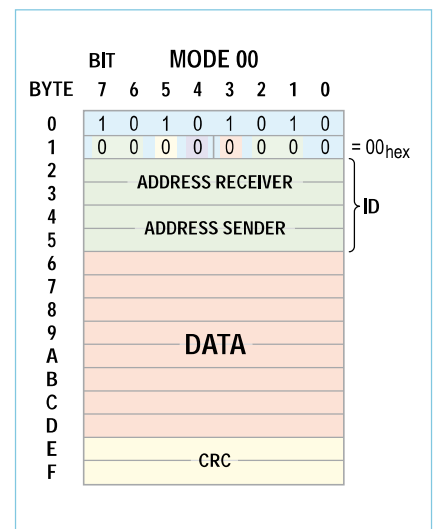 BIT MODE 00
BYTE 7 6 5 4 3 2 1 0
0 1 0 1 0 1 0 1 0
1 0 0 0 0 0 0 0 0 = 00hex
2
ADDRESS RECEIVER
3
4
ADDRESS SENDER
5
ID
6
7
8
9
DATA
A
B
C
D
E
CRC
F